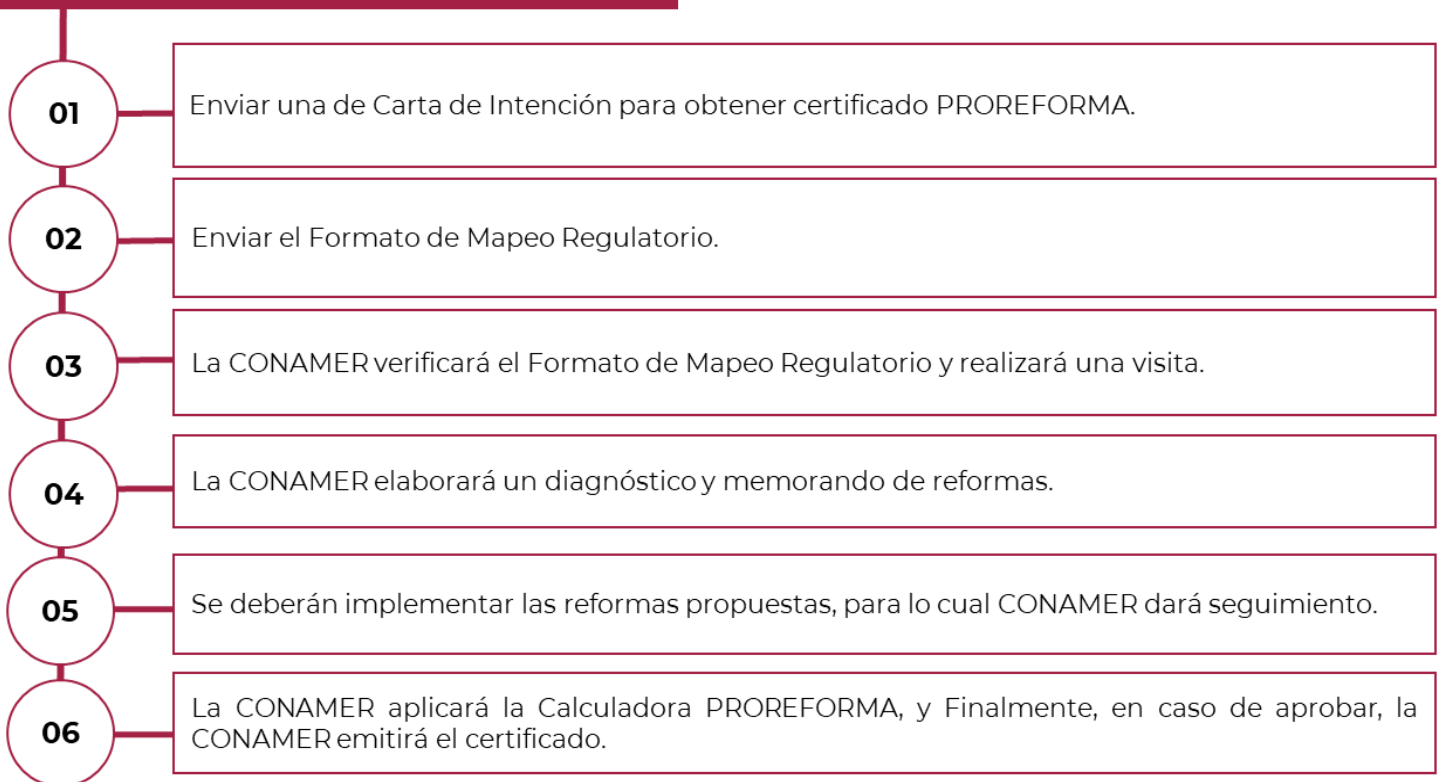 01
Enviar una de Carta de Intención para obtener certificado PROREFORMA.
02
Enviar el Formato de Mapeo Regulatorio.
03
La CONAMER verificará el Formato de Mapeo Regulatorio y realizará una visita.
04
La CONAMER elaborará un diagnóstico y memorando de reformas.
05
Se deberán implementar las reformas propuestas, para lo cual CONAMER dará seguimiento.
06
La CONAMER aplicará la Calculadora PROREFORMA, y Finalmente, en caso de aprobar, la
CONAMER emitirá el certificado.